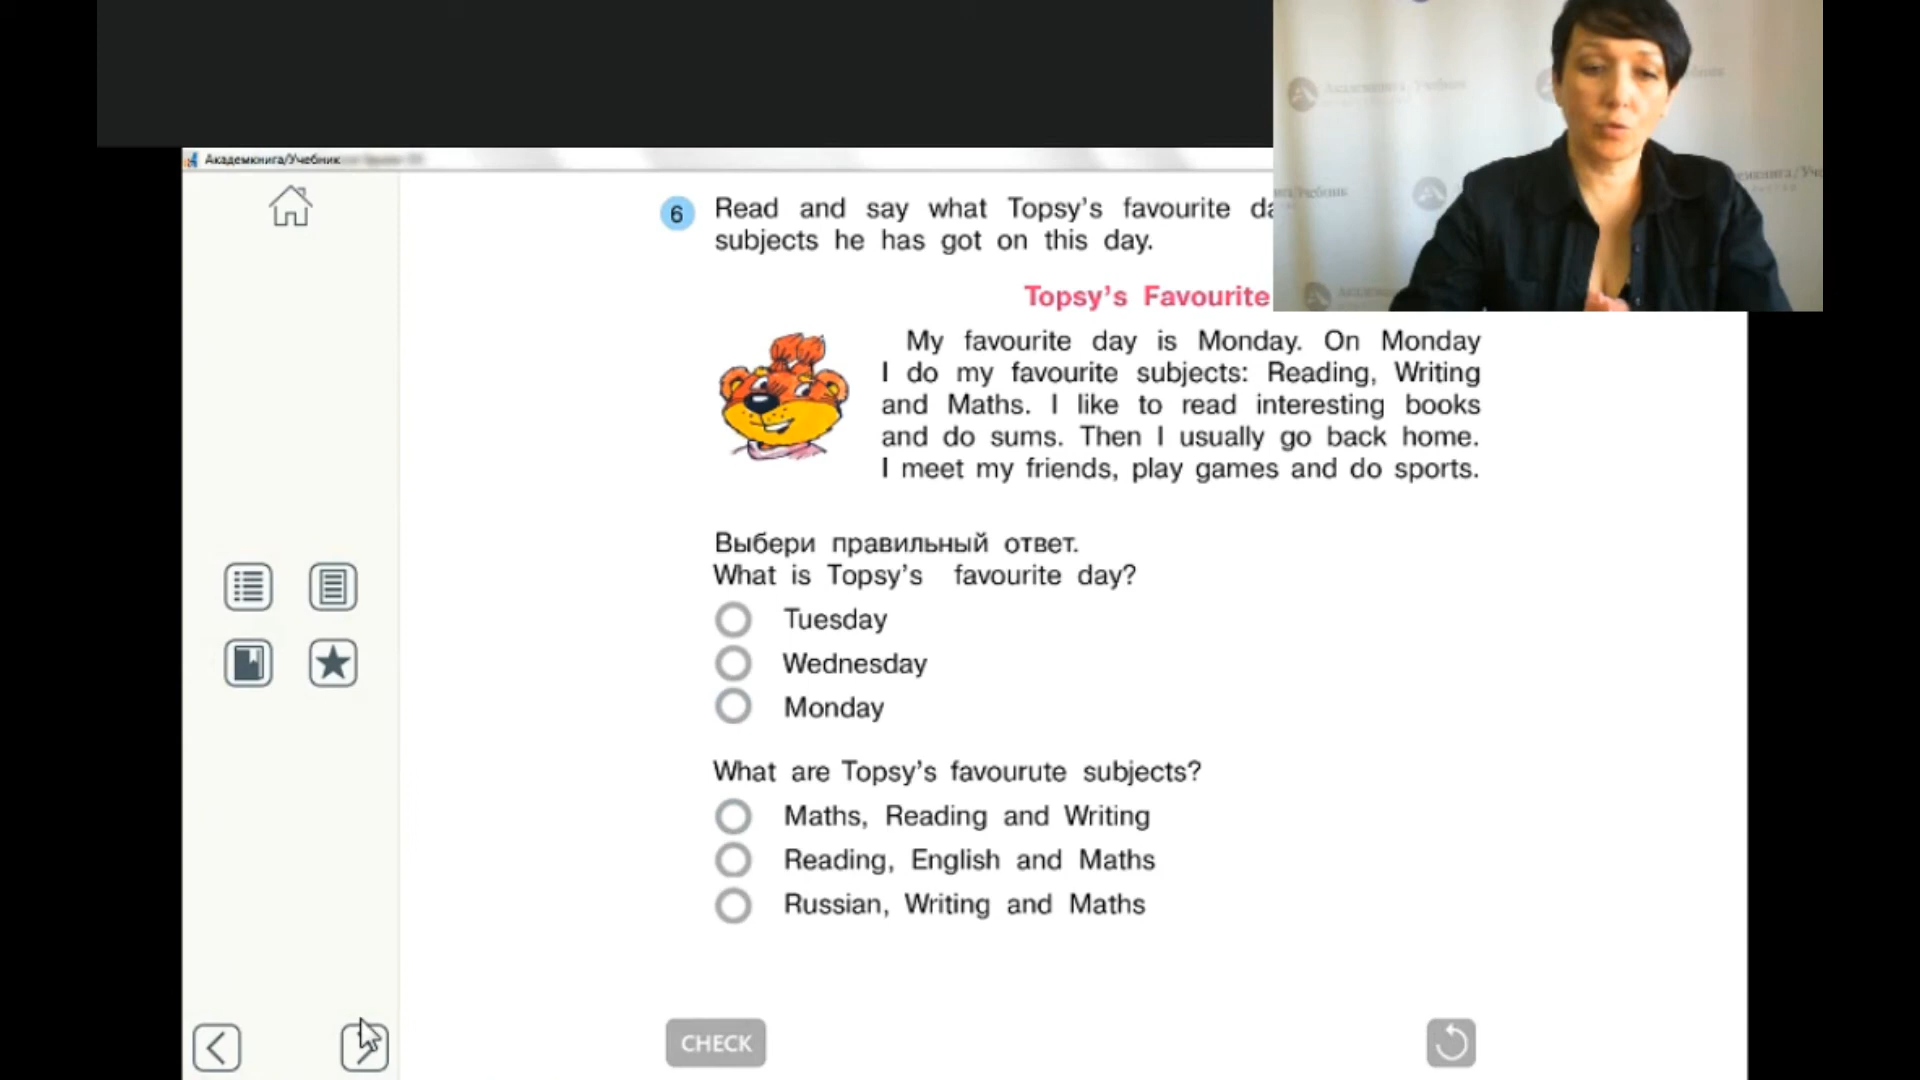 Академкнига/Учебник
6
Read and say what Topsy's favourite
subjects he has got on this day.
Topsy's Favourite
My favourite day is Monday. On Monday
I do my favourite subjects: Reading, Writing
and Maths. I like to read interesting books
and do sums. Then I usually go back home.
I meet my friends, play games and do sports.
Выбери правильный ответ.
What is Topsy's favourite day?
Tuesday
Wednesday
Monday
What are Topsy's favourute subjects?
Maths, Reading and Writing
Reading, English and Maths
Russian, Writing and Maths
CHECK